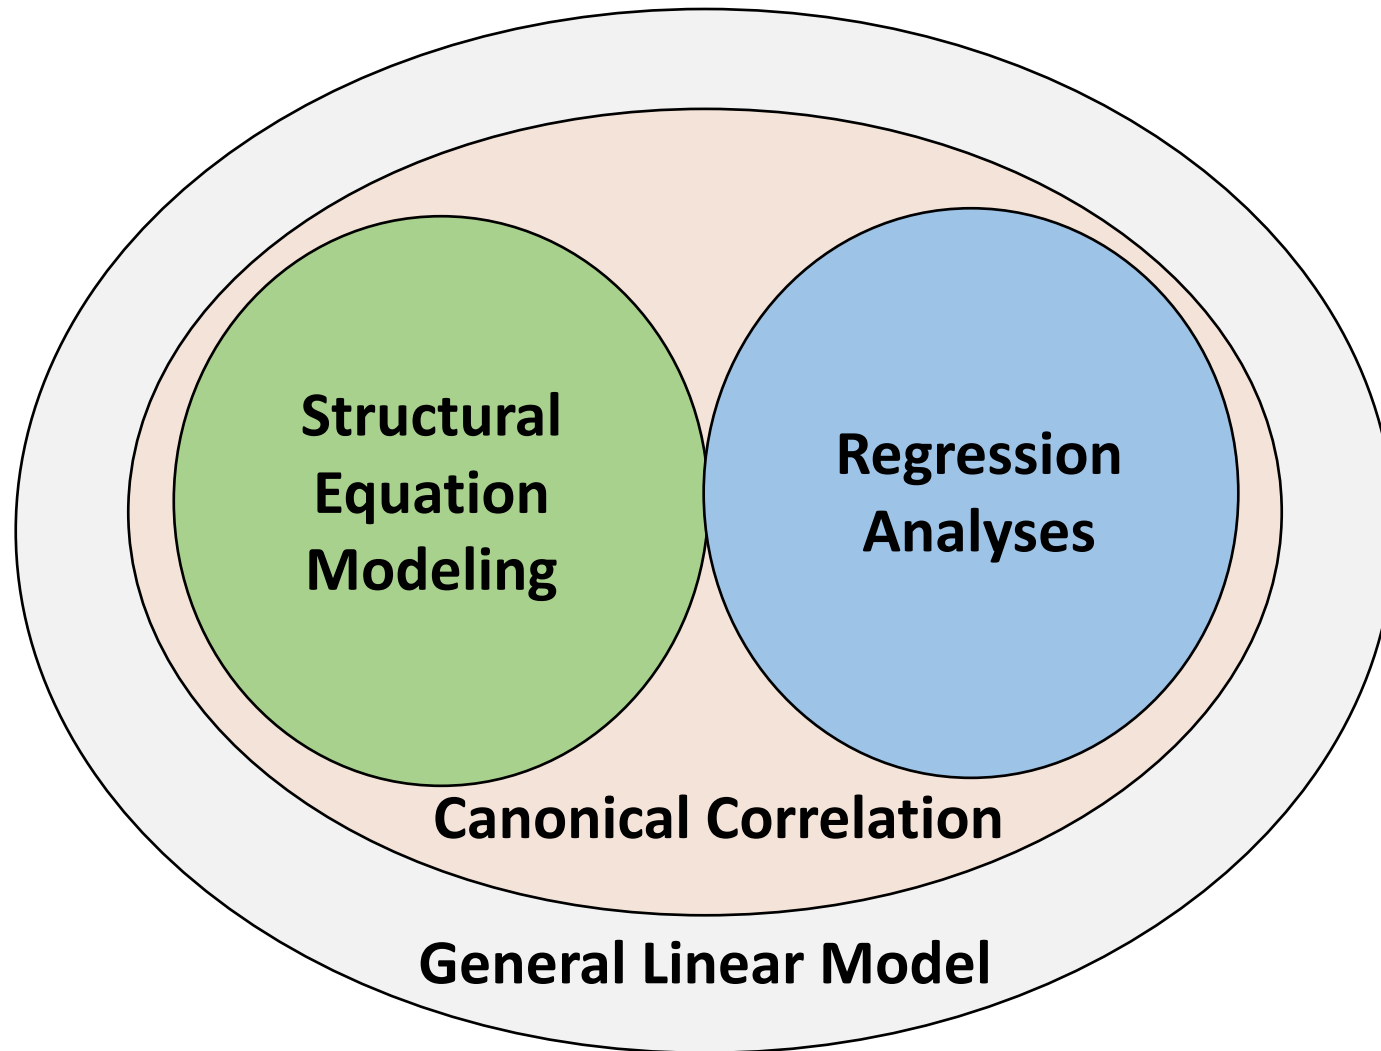 Structural
Equation
Modeling
Regression
Analyses
Canonical Correlation
General Linear Model